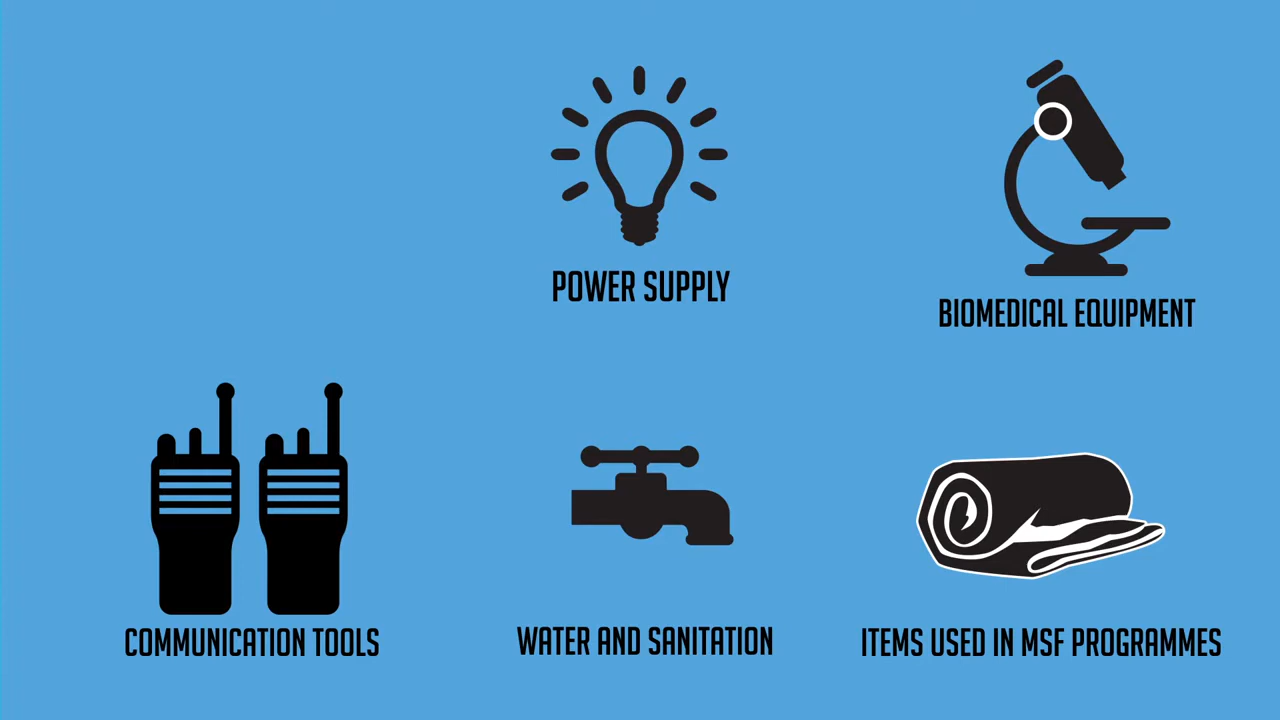 POWER SUPPLY
BIOMEDICAL EQUIPMENT
COMMUNICATION TOOLS
WATER AND SANITATION
ITEMS USED IN MSF PROGRAMMES